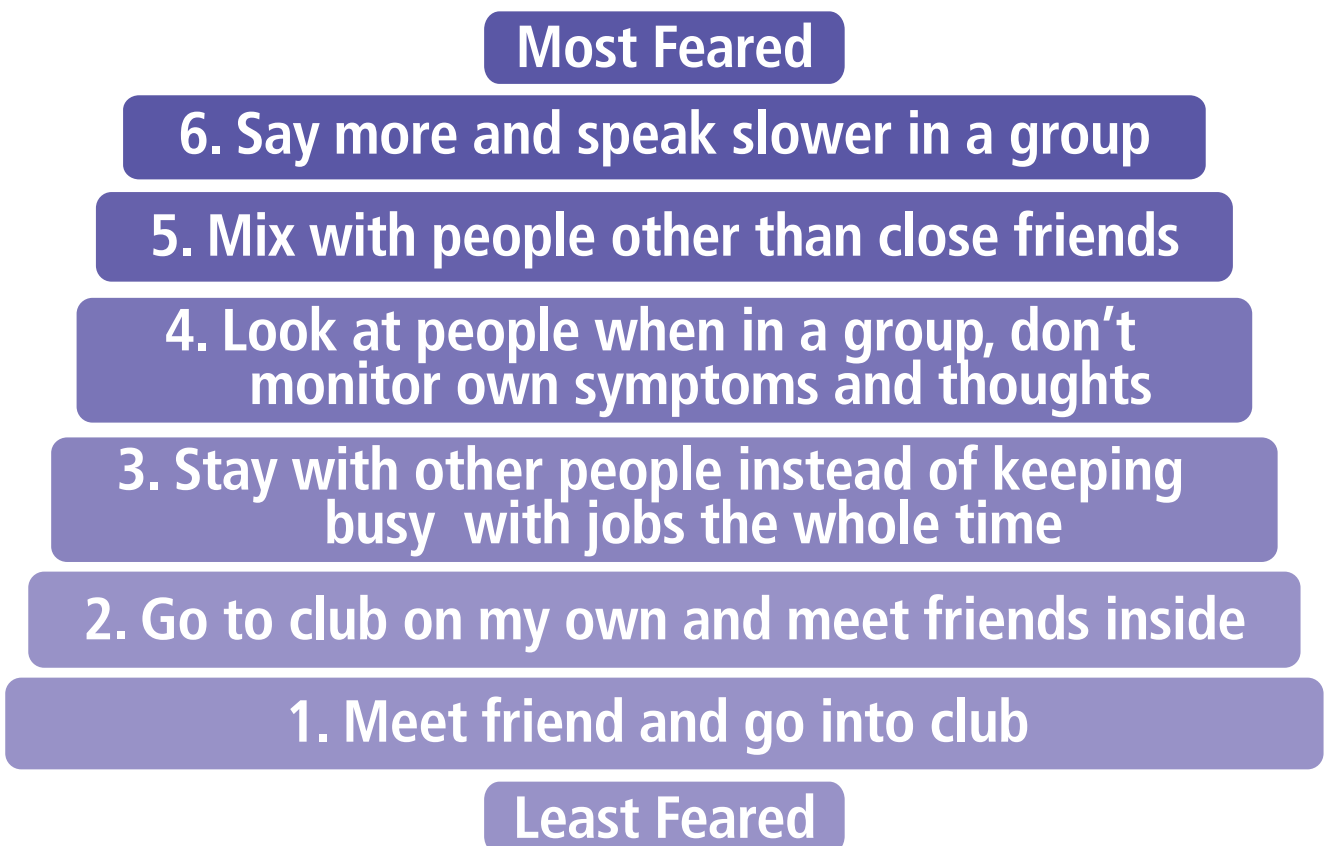 Most Feared
6. Say more and speak slower in a group
5. Mix with people other than close friends
4. Look at people when in a group, don’t
monitor own symptoms and thoughts
3. Stay with other people instead of keeping
busy  with jobs the whole time
2. Go to club on my own and meet friends inside
1. Meet friend and go into club
Least Feared